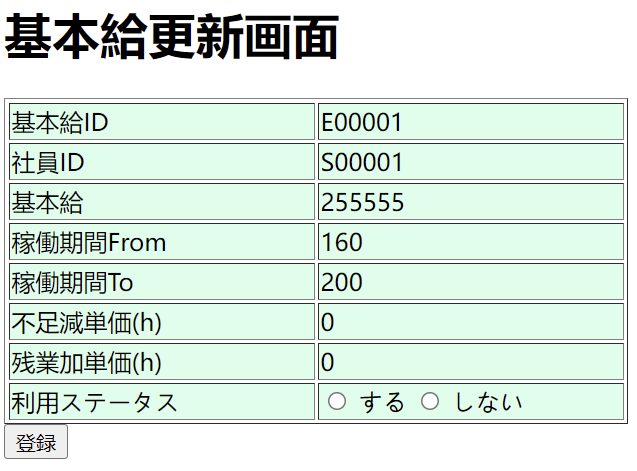 基本給更新画面
基本給ID E00001
社員ID S00001
基本給 255555
稼働期間From 160
稼働期間To 200
不足減単価(h) 0
残業加単価(h) 0
利用ステータス する しない
登録